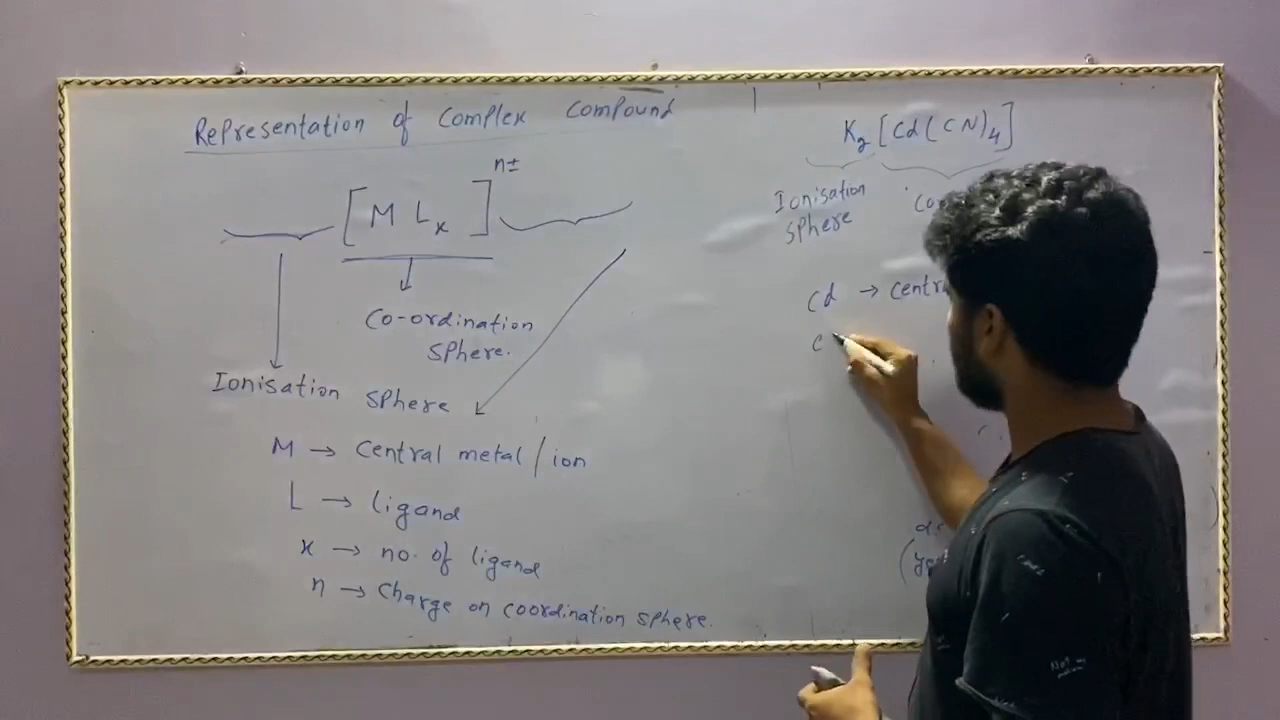 Representation of Complex Compound
[M Lx]n±
Co-ordination
sphere.
Ionisation sphere
M → Central metal/ion
L → ligand
x → no. of ligand
n → Charge on coordination sphere.
K2[Cd(CN)4]
Ionisation
sphere
Cd →
C